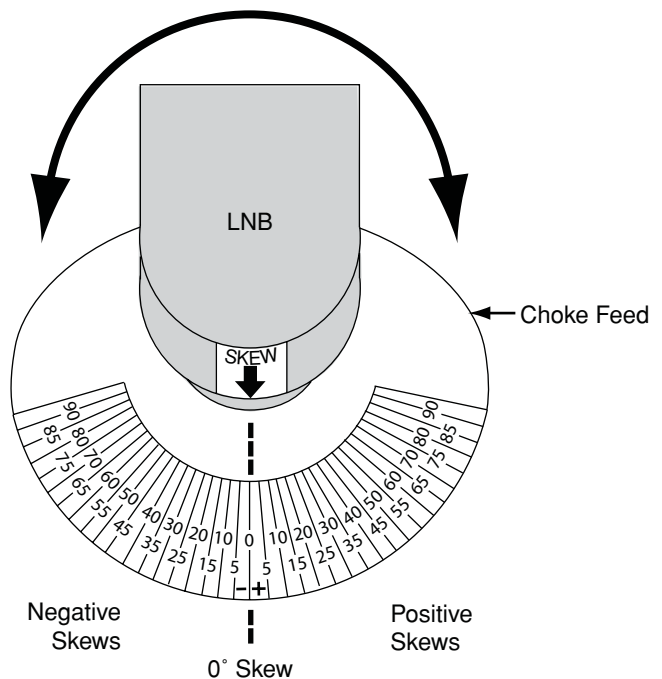 LNB
Choke Feed
SKEW
90 80 70 60 50 40 30 20 10 0 10 20 30 40 50 60 70 80 90
85 75 65 55 45 35 25 15 5 5 15 25 35 45 55 65 75 85
– +
Negative
Skews
Positive
Skews
0° Skew